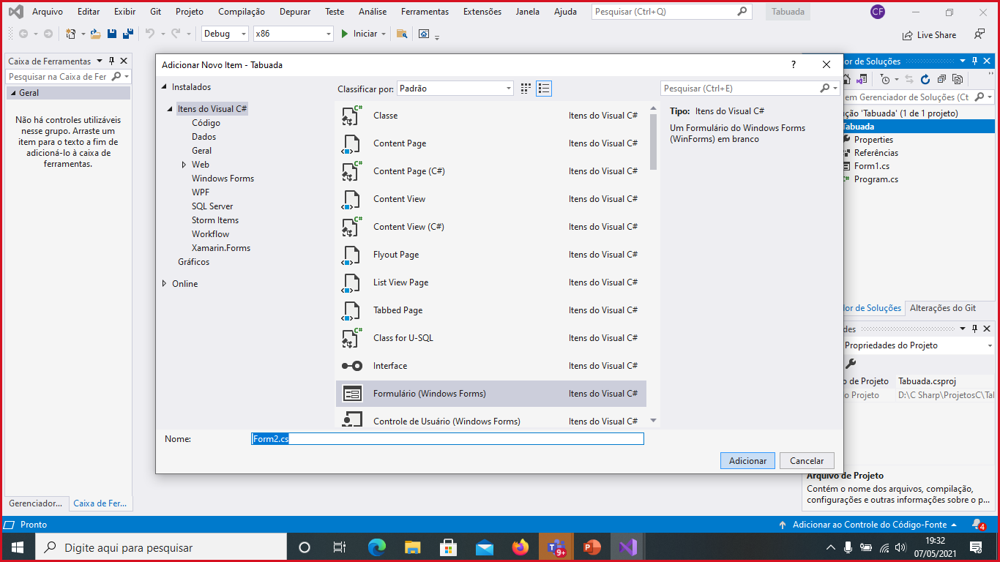 Arquivo Editar Exibir Git Projeto Compilação Depurar Teste Análise Ferramentas Extensões Janela Ajuda Pesquisar (Ctrl+Q) Tabuada CF
Debug x86 Iniciar Live Share
Caixa de Ferramentas
Pesquisar na Caixa de Fer
Geral
Não há controles utilizáveis
nesse grupo. Arraste um
item para o texto a fim de
adicioná-lo à caixa de
ferramentas.
Gerenciador... Caixa de Fer...
Adicionar Novo Item - Tabuada ?
Instalados
Itens do Visual C#
Código
Dados
Geral
Web
Windows Forms
WPF
SQL Server
Storm Items
Workflow
Xamarin.Forms
Gráficos
Online
Classificar por: Padrão
Pesquisar (Ctrl+E)
C# Classe Itens do Visual C#
Content Page Itens do Visual C#
C# Content Page (C#) Itens do Visual C#
Content View Itens do Visual C#
C# Content View (C#) Itens do Visual C#
Flyout Page Itens do Visual C#
List View Page Itens do Visual C#
Tabbed Page Itens do Visual C#
C# Class for U-SQL Itens do Visual C#
Interface Itens do Visual C#
Formulário (Windows Forms) Itens do Visual C#
Controle de Usuário (Windows Forms) Itens do Visual C#
Tipo: Itens do Visual C#
Um Formulário do Windows Forms
(WinForms) em branco
Nome: Form2.cs
Adicionar Cancelar
dor de Soluções
em Gerenciador de Soluções (Ct
ução 'Tabuada' (1 de 1 projeto)
Tabuada
Properties
Referências
Form1.cs
C# Program.cs
dor de Soluções Alterações do Git
des
Propriedades do Projeto
o de Projeto Tabuada.csproj
o Projeto D:\C Sharp\ProjetosC\Tal
Arquivo de Projeto
Contém o nome dos arquivos, compilação,
configurações e outras informações sobre o p...
Pronto Adicionar ao Controle do Código-Fonte 4
Digite aqui para pesquisar 9+ 19:32
07/05/2021